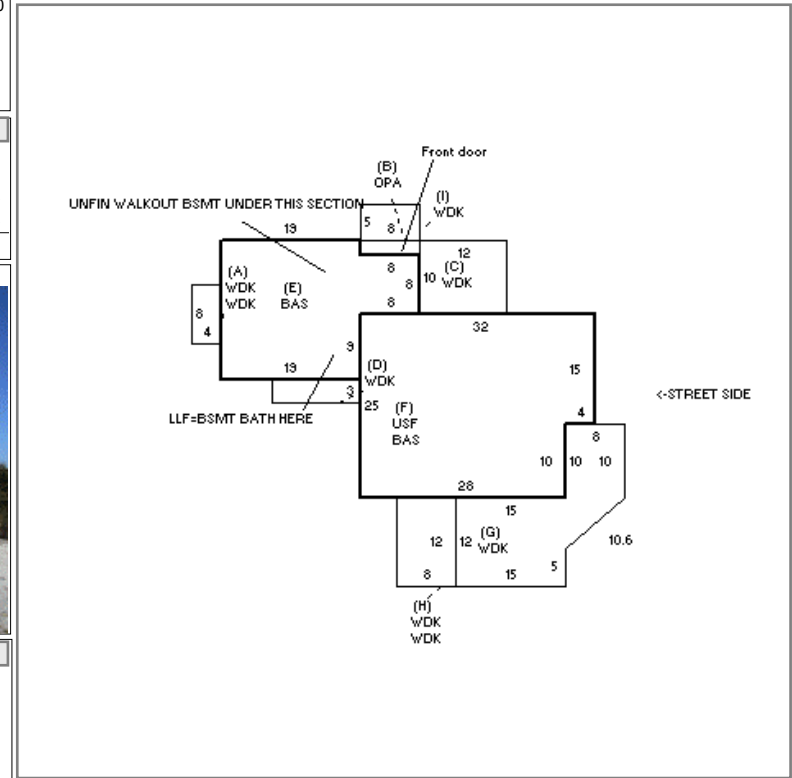 Front door
(B)
OPA
(I)
WDK
UNFIN WALKOUT BSMT UNDER THIS SECTION
5
8
19
12
(A)
WDK
WDK
(E)
BAS
8
8
8
10
(C)
WDK
8
4
32
9
19
(D)
WDK
15
3
<-STREET SIDE
25
(F)
USF
BAS
LLF=BSMT BATH HERE
4
8
10
10
10
28
15
12
12
(G)
WDK
10.6
8
15
5
(H)
WDK
WDK